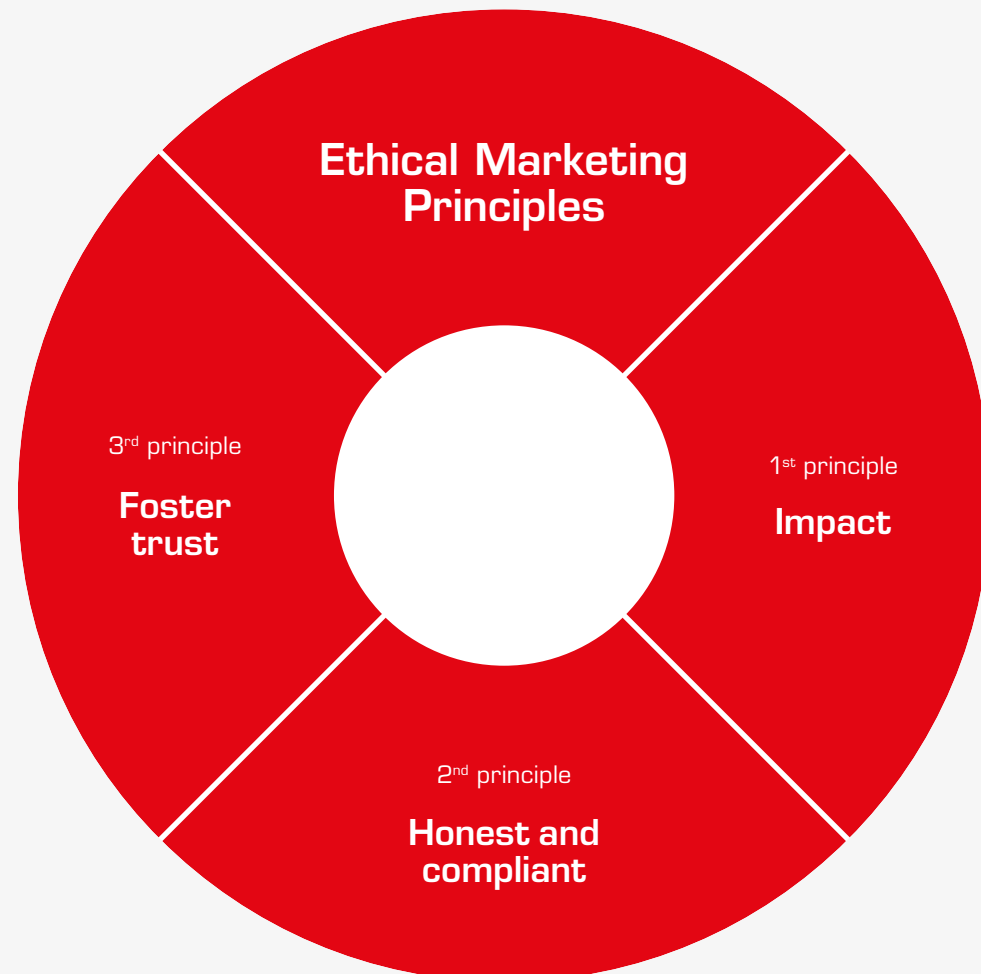 Ethical Marketing
Principles
1st principle
Impact
2nd principle
Honest and
compliant
3rd principle
Foster
trust